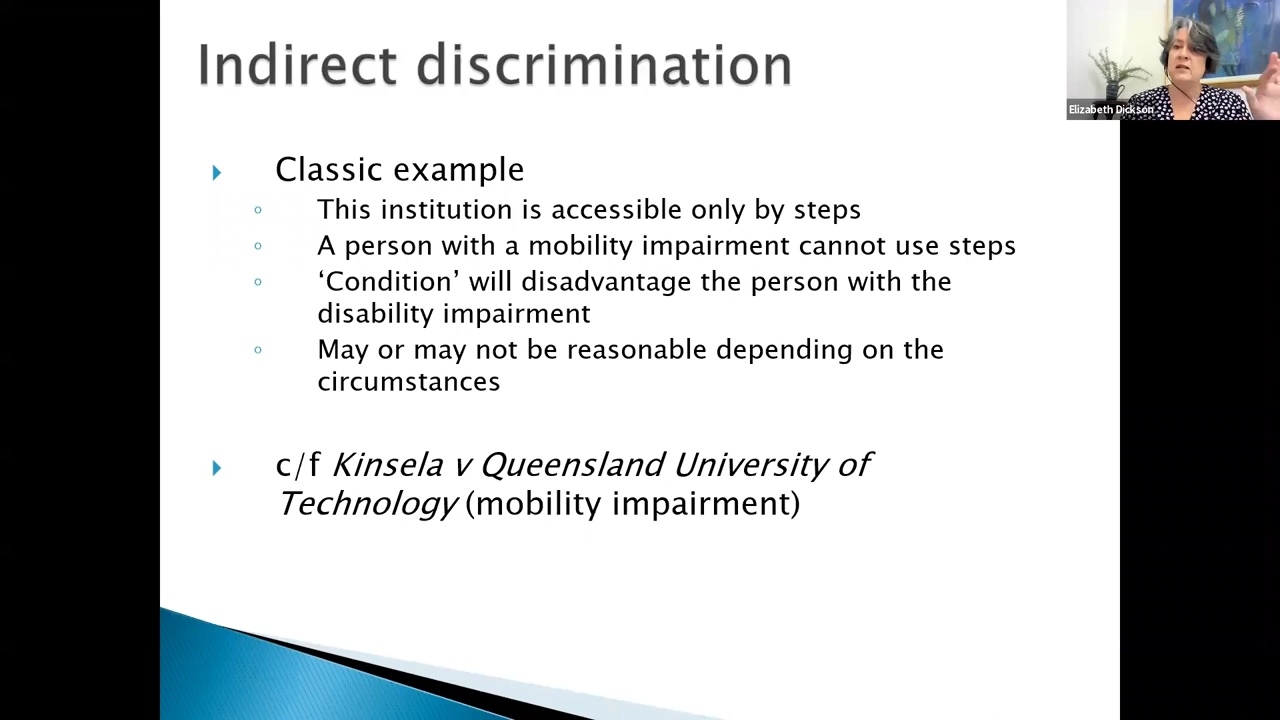 Indirect discrimination
Elizabeth Dickson
Classic example
This institution is accessible only by steps
A person with a mobility impairment cannot use steps
‘Condition’ will disadvantage the person with the
disability impairment
May or may not be reasonable depending on the
circumstances
c/f Kinsela v Queensland University of
Technology (mobility impairment)